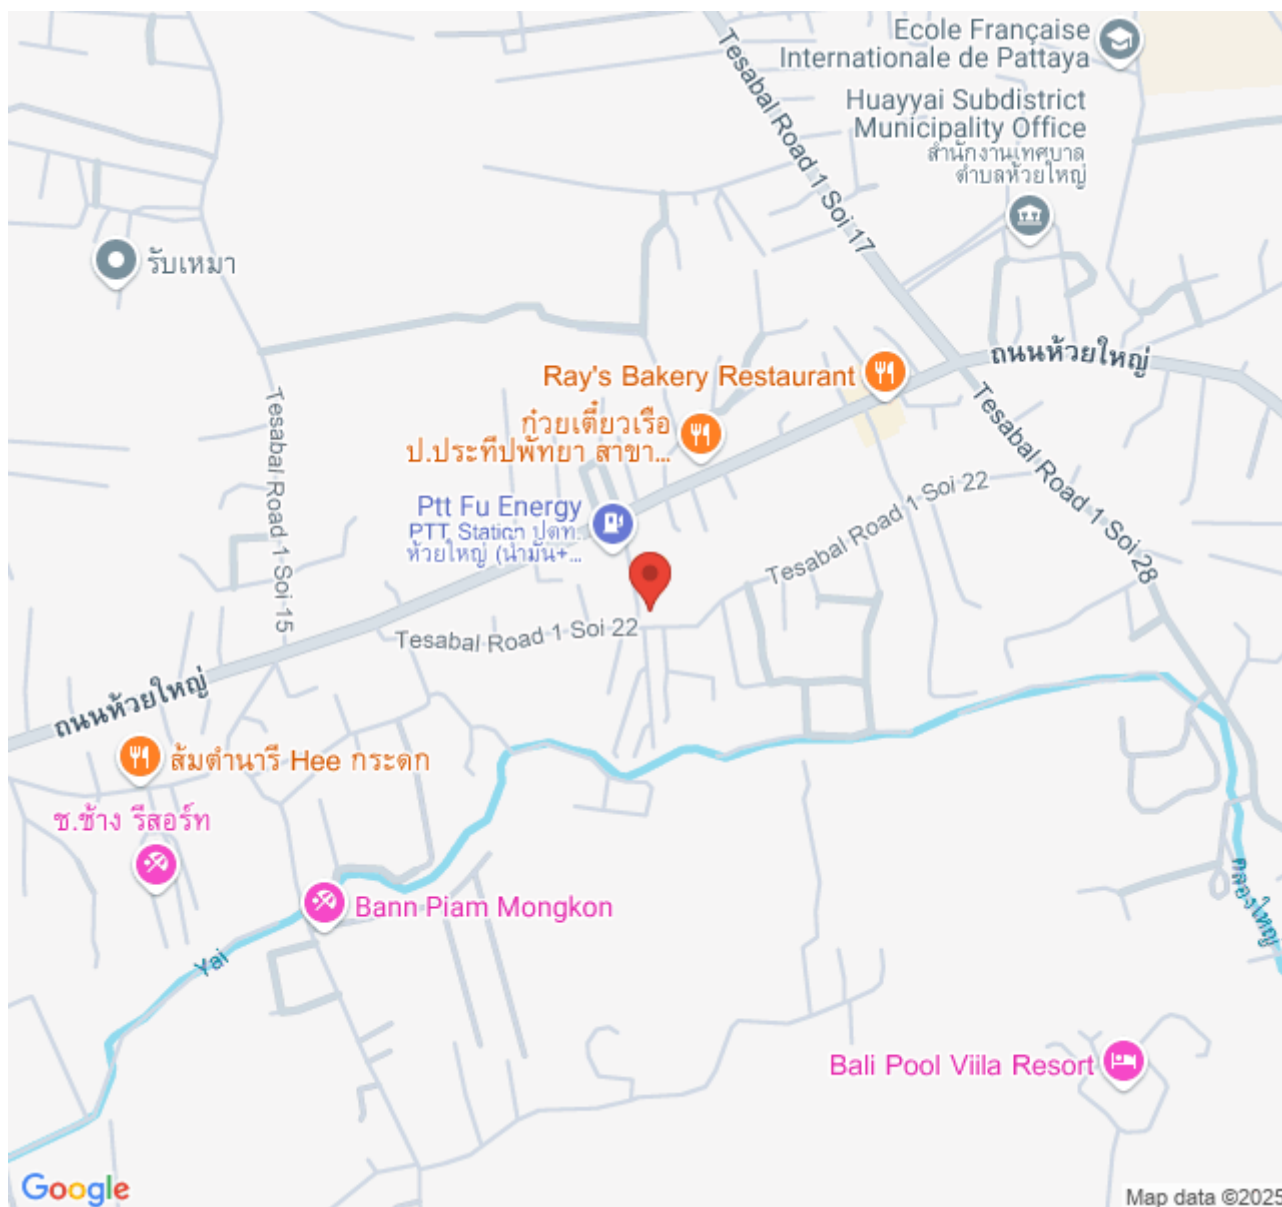 Ecole Française
Internationale de Pattaya
Huayyai Subdistrict
Municipality Office
สำนักงานเทศบาล
ตำบลห้วยใหญ่
Tesabal Road 1 Soi 17
รับเหมา
ถนนห้วยใหญ่
Ray's Bakery Restaurant
ก๋วยเตี๋ยวเรือ
ป.ประทีปพัทยา สาขา...
Tesabal Road 1 Soi 15
Tesabal Road 1 Soi 28
Tesabal Road 1 Soi 22
Ptt Fu Energy
PTT Station ปตท.
ห้วยใหญ่ (น้ำมัน+...
Tesabal Road 1 Soi 22
ถนนห้วยใหญ่
ส้มตำนารี Hee กระดก
ช.ช้าง รีสอร์ท
Bann Piam Mongkon
คลองใหญ่
Yai
Bali Pool Viila Resort
Google
Map data ©2025